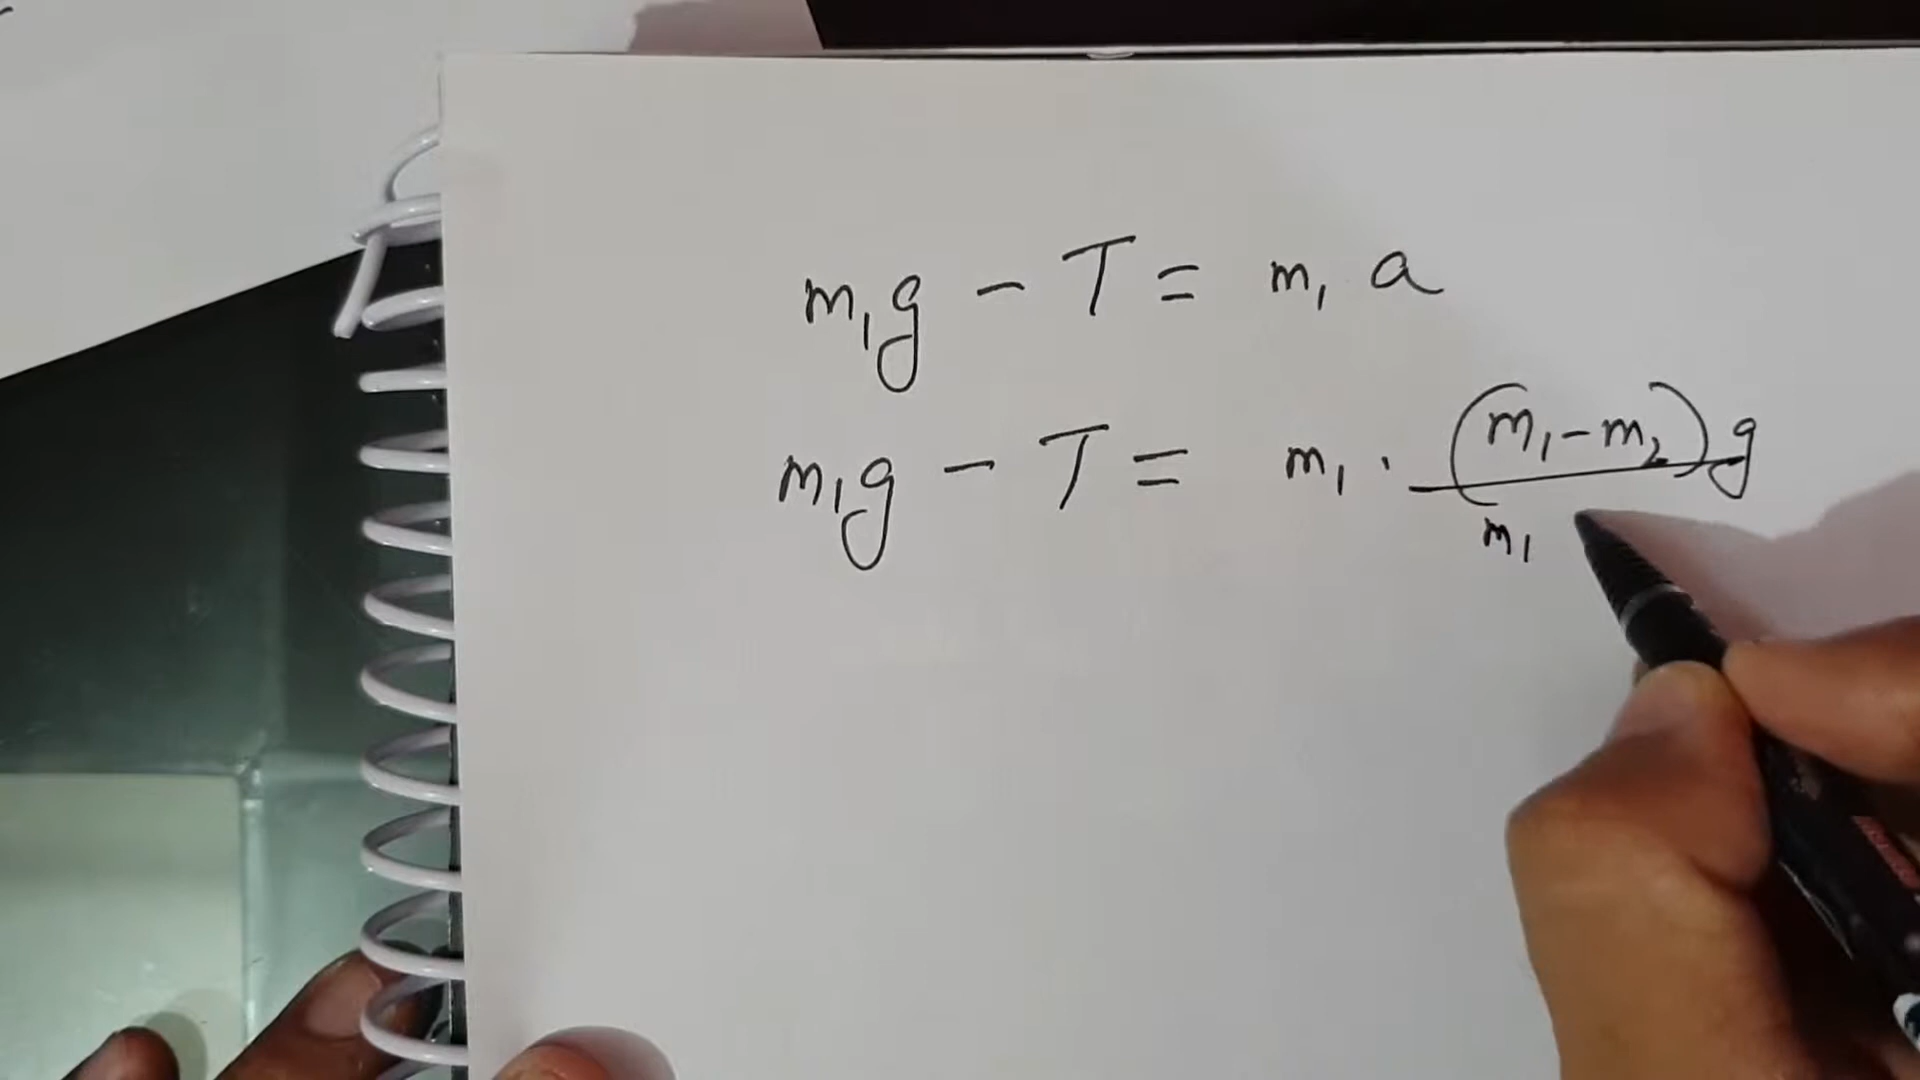 m₁g - T = m₁ a
m₁g - T = m₁ · (m₁-m₂)g / m₁